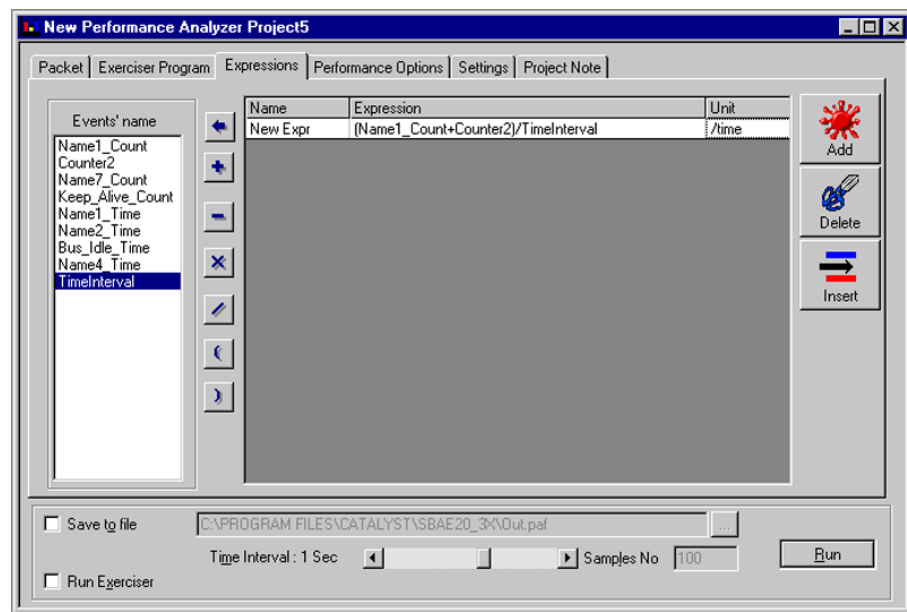 New Performance Analyzer Project5
Packet Exerciser Program Expressions Performance Options Settings Project Note
Events' name
Name1_Count
Counter2
Name7_Count
Keep_Alive_Count
Name1_Time
Name2_Time
Bus_Idle_Time
Name4_Time
TimeInterval
Name Expression Unit
New Expr (Name1_Count+Counter2)/TimeInterval /time
Add
Delete
Insert
Save to file C:\PROGRAM FILES\CATALYST\SBAE20_3X\Out.paf ...
Time Interval : 1 Sec Samples No 100 Run
Run Exerciser